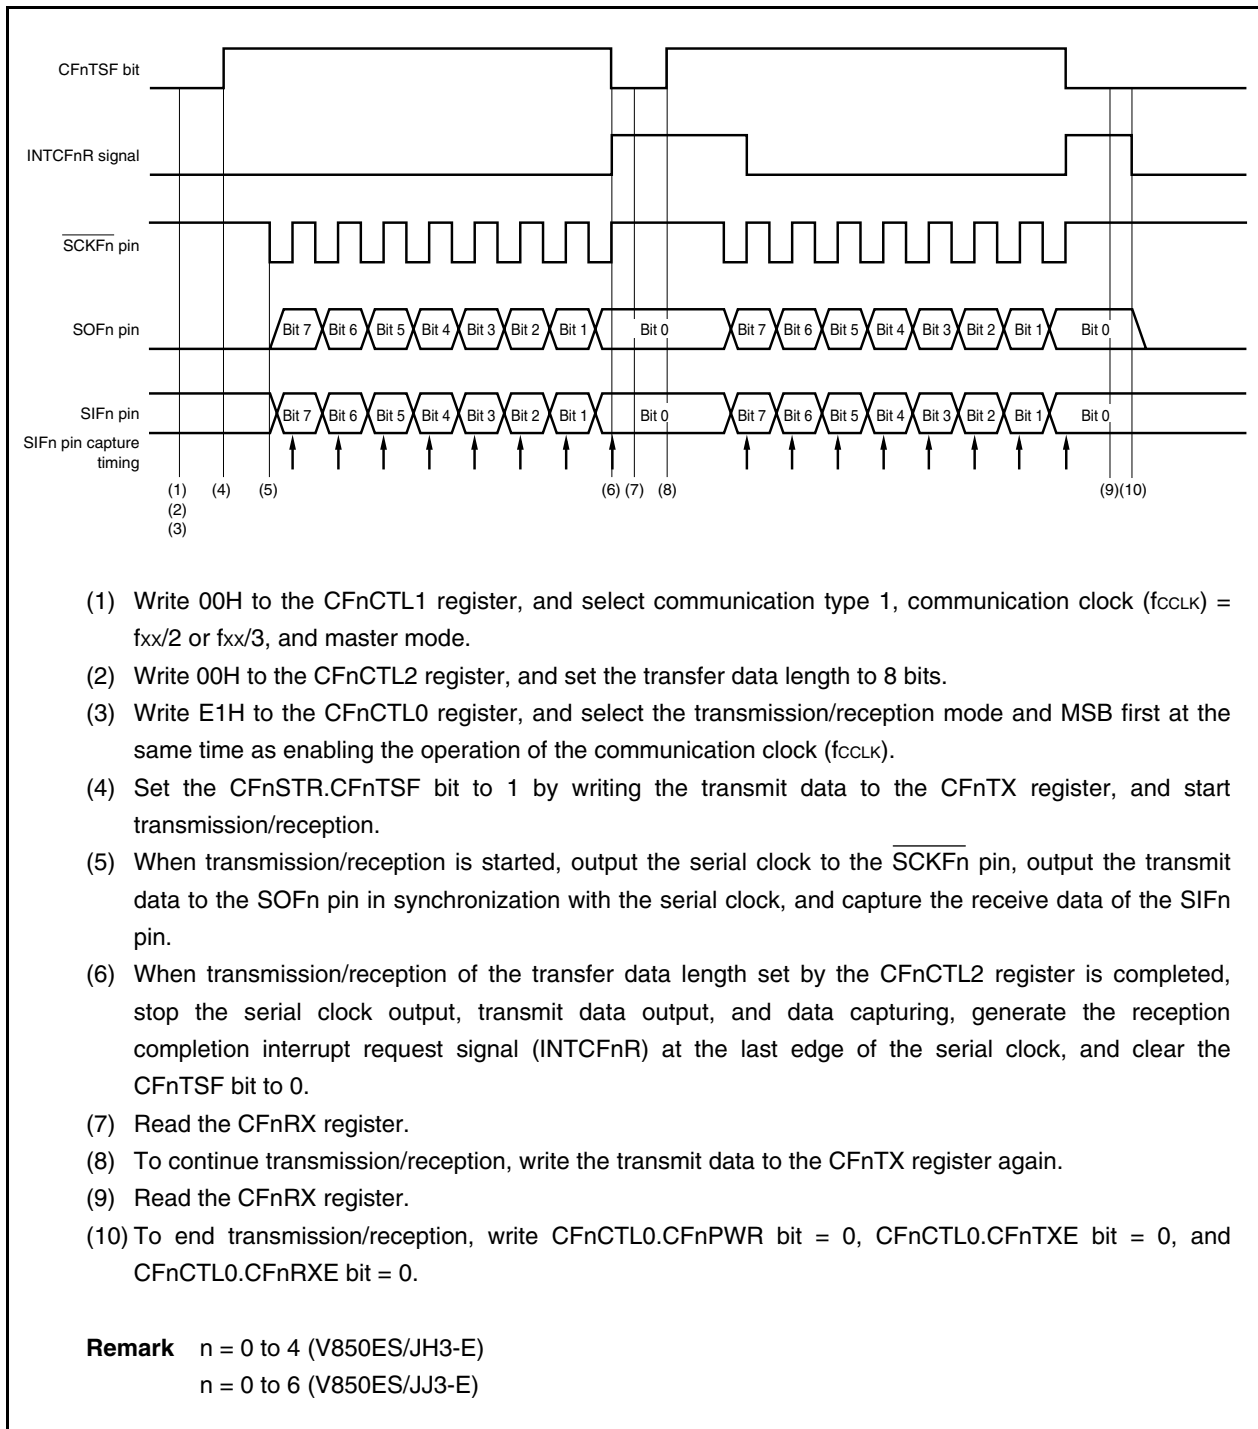 CFnTSF bit
INTCFnR signal
SCKFn pin
SOFn pin
Bit 7 Bit 6 Bit 5 Bit 4 Bit 3 Bit 2 Bit 1 Bit 0 Bit 7 Bit 6 Bit 5 Bit 4 Bit 3 Bit 2 Bit 1 Bit 0
SIFn pin
Bit 7 Bit 6 Bit 5 Bit 4 Bit 3 Bit 2 Bit 1 Bit 0 Bit 7 Bit 6 Bit 5 Bit 4 Bit 3 Bit 2 Bit 1 Bit 0
SIFn pin capture
timing
(1) (4) (5) (6) (7) (8) (9)(10)
(2)
(3)
(1) Write 00H to the CFnCTL1 register, and select communication type 1, communication clock (fCCLK) =
fxx/2 or fxx/3, and master mode.
(2) Write 00H to the CFnCTL2 register, and set the transfer data length to 8 bits.
(3) Write E1H to the CFnCTL0 register, and select the transmission/reception mode and MSB first at the
same time as enabling the operation of the communication clock (fCCLK).
(4) Set the CFnSTR.CFnTSF bit to 1 by writing the transmit data to the CFnTX register, and start
transmission/reception.
(5) When transmission/reception is started, output the serial clock to the SCKFn pin, output the transmit
data to the SOFn pin in synchronization with the serial clock, and capture the receive data of the SIFn
pin.
(6) When transmission/reception of the transfer data length set by the CFnCTL2 register is completed,
stop the serial clock output, transmit data output, and data capturing, generate the reception
completion interrupt request signal (INTCFnR) at the last edge of the serial clock, and clear the
CFnTSF bit to 0.
(7) Read the CFnRX register.
(8) To continue transmission/reception, write the transmit data to the CFnTX register again.
(9) Read the CFnRX register.
(10) To end transmission/reception, write CFnCTL0.CFnPWR bit = 0, CFnCTL0.CFnTXE bit = 0, and
CFnCTL0.CFnRXE bit = 0.
Remark n = 0 to 4 (V850ES/JH3-E)
n = 0 to 6 (V850ES/JJ3-E)